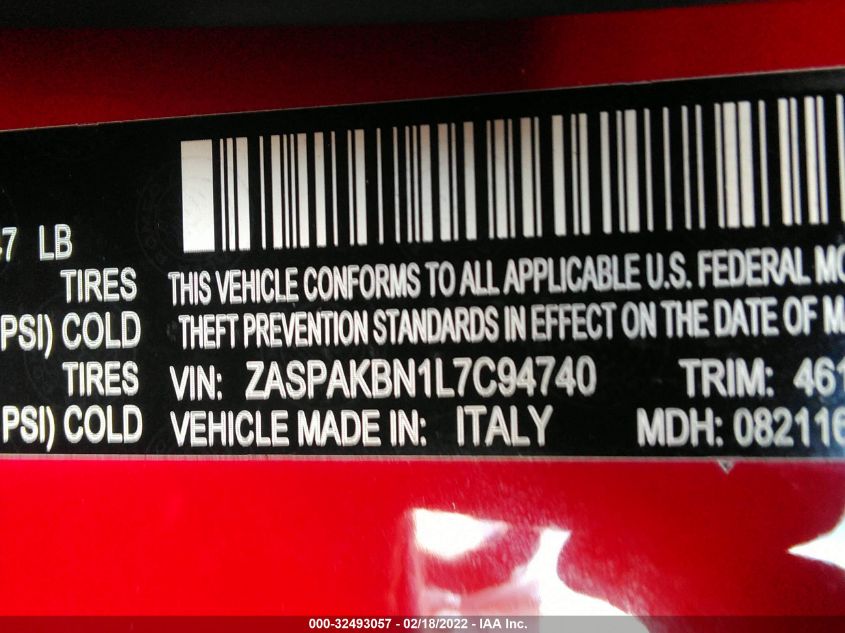 7 LB
TIRES
PSI) COLD
TIRES
PSI) COLD
THIS VEHICLE CONFORMS TO ALL APPLICABLE U.S. FEDERAL MO
THEFT PREVENTION STANDARDS IN EFFECT ON THE DATE OF MA
VIN: ZASPAKBN1L7C94740 TRIM: 461
VEHICLE MADE IN: ITALY MDH: 082116
000-32493057 - 02/18/2022 - IAA Inc.